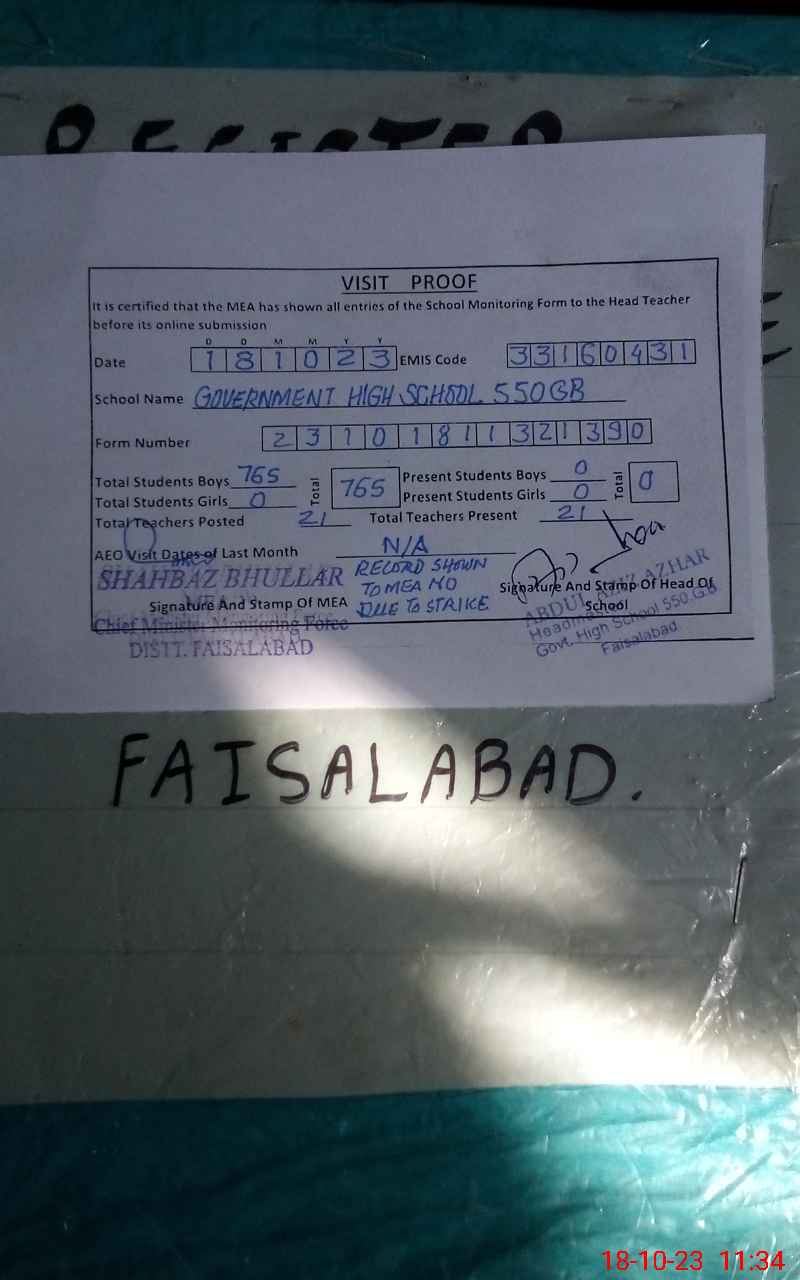 REGISTER
VISIT PROOF
It is certified that the MEA has shown all entries of the School Monitoring Form to the Head Teacher
before its online submission
D D M M Y Y
Date 181023 EMIS Code 33160431
School Name GOVERNMENT HIGH SCHOOL 550GB
Form Number 23101811321390
Total Students Boys 765 Total 765 Present Students Boys 0 Total 0
Total Students Girls 0 Present Students Girls 0
Total Teachers Posted 21 Total Teachers Present 21
AEO Visit Dates of Last Month N/A
SHAHBAZ BHULLAR
RECORD SHOWN
TO MEA NO
DUE TO STRIKE
Signature And Stamp Of MEA
Chief Minister Monitoring Force
DISTT. FAISALABAD
Signature And Stamp Of Head Of
School
ABDUL AZIZ AZHAR
Headmaster
Govt. High School 550.G.B
Faisalabad
FAISALABAD.
18-10-23 11:34